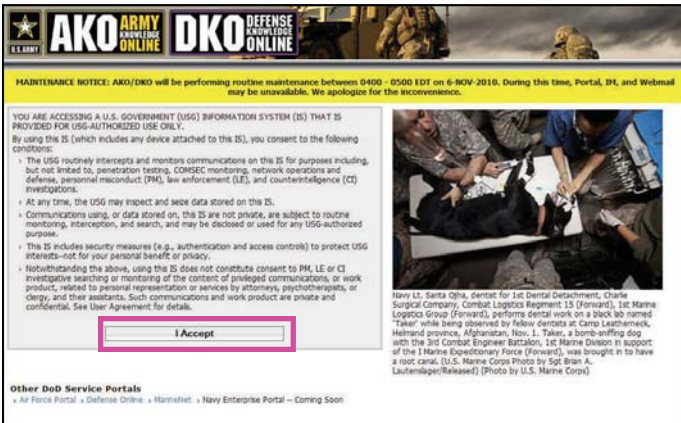 U.S.ARMY
AKO ARMY KNOWLEDGE ONLINE
DKO DEFENSE KNOWLEDGE ONLINE
MAINTENANCE NOTICE: AKO/DKO will be performing routine maintenance between 0400 - 0500 EDT on 6-NOV-2010. During this time, Portal, IM, and Webmail
may be unavailable. We apologize for the inconvenience.
YOU ARE ACCESSING A U.S. GOVERNMENT (USG) INFORMATION SYSTEM (IS) THAT IS
PROVIDED FOR USG-AUTHORIZED USE ONLY.
By using this IS (which includes any device attached to this IS), you consent to the following
conditions:
› The USG routinely intercepts and monitors communications on this IS for purposes including,
but not limited to, penetration testing, COMSEC monitoring, network operations and
defense, personnel misconduct (PM), law enforcement (LE), and counterintelligence (CI)
investigations.
› At any time, the USG may inspect and seize data stored on this IS.
› Communications using, or data stored on, this IS are not private, are subject to routine
monitoring, interception, and search, and may be disclosed or used for any USG-authorized
purpose.
› This IS includes security measures (e.g., authentication and access controls) to protect USG
interests--not for your personal benefit or privacy.
› Notwithstanding the above, using this IS does not constitute consent to PM, LE or CI
investigative searching or monitoring of the content of privileged communications, or work
product, related to personal representation or services by attorneys, psychotherapists, or
clergy, and their assistants. Such communications and work product are private and
confidential. See User Agreement for details.
I Accept
Navy Lt. Sarita Ojha, dentist for 1st Dental Detachment, Charlie
Surgical Company, Combat Logistics Regiment 15 (Forward), 1st Marine
Logistics Group (Forward), performs dental work on a black lab named
'Taker' while being observed by fellow dentists at Camp Leatherneck,
Helmand province, Afghanistan, Nov. 1. Taker, a bomb-sniffing dog
with the 3rd Combat Engineer Battalion, 1st Marine Division in support
of the I Marine Expeditionary Force (Forward), was brought in to have
a root canal. (U.S. Marine Corps Photo by Sgt Brian A.
Lautenslager/Released) (Photo by U.S. Marine Corps)
Other DoD Service Portals
› Air Force Portal › Defense Online › MarineNet › Navy Enterprise Portal -- Coming Soon